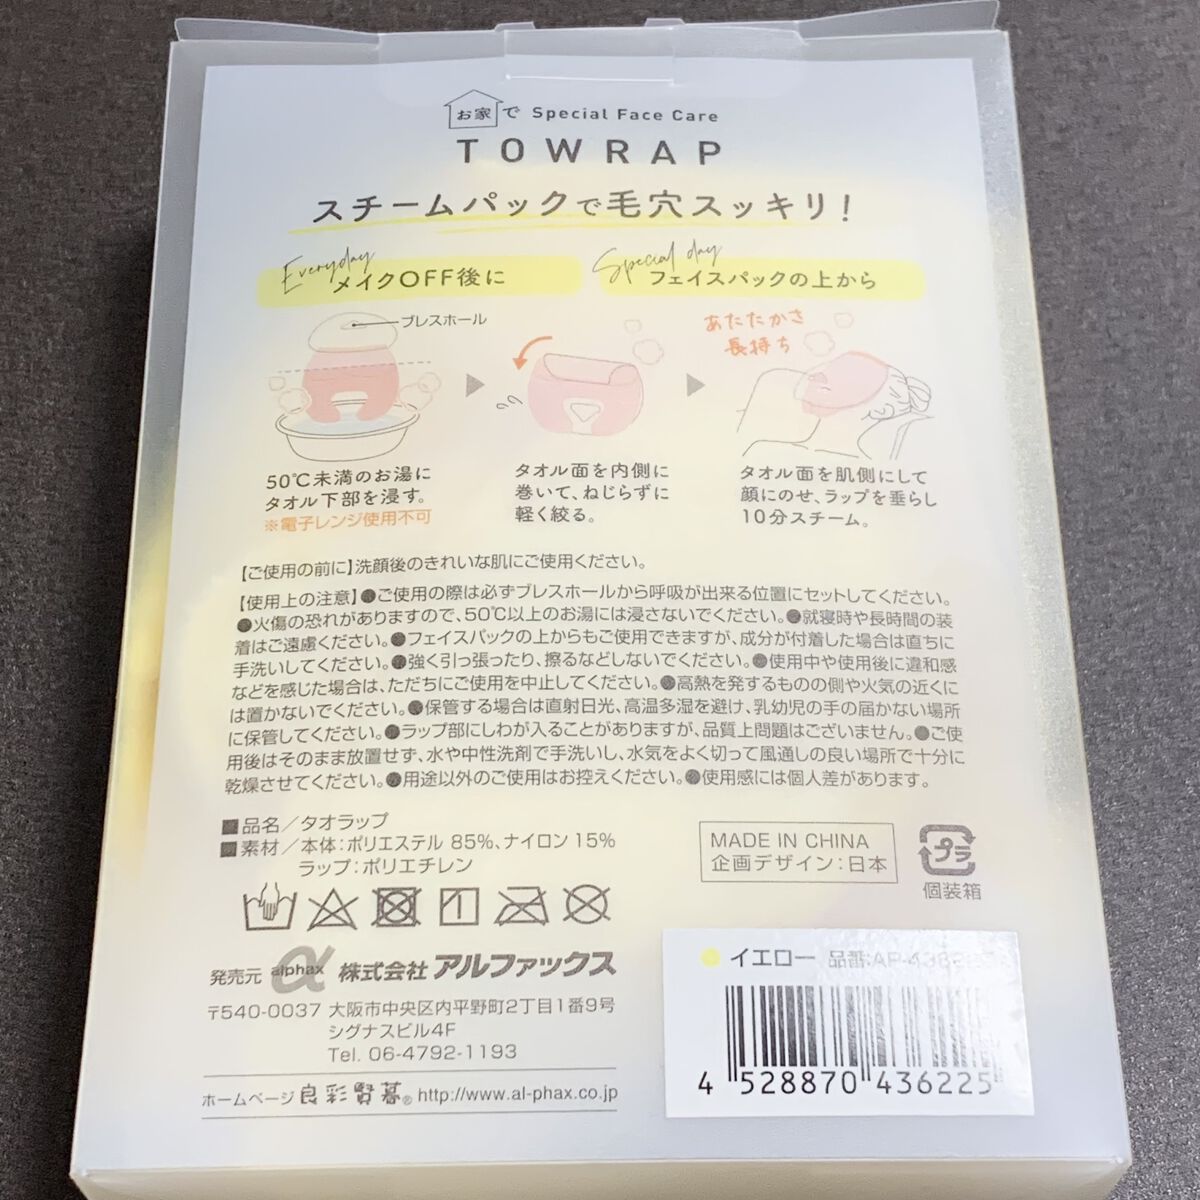 お家で Special Face Care
TOWRAP
スチームパックで毛穴スッキリ!
Everyday
メイクOFF後に
Special day
フェイスパックの上から
ブレスホール
あたたかさ
長持ち
50℃未満のお湯に
タオル下部を浸す。
※電子レンジ使用不可
タオル面を内側に
巻いて、ねじらずに
軽く絞る。
タオル面を肌側にして
顔にのせ、ラップを垂らし
10分スチーム。
【ご使用の前に】洗顔後のきれいな肌にご使用ください。
【使用上の注意】●ご使用の際は必ずブレスホールから呼吸が出来る位置にセットしてください。
●火傷の恐れがありますので、50℃以上のお湯には浸さないでください。●就寝時や長時間の装
着はご遠慮ください。●フェイスパックの上からもご使用できますが、成分が付着した場合は直ちに
手洗いしてください。●強く引っ張ったり、擦るなどしないでください。●使用中や使用後に違和感
などを感じた場合は、ただちにご使用を中止してください。●高熱を発するものの側や火気の近くに
は置かないでください。●保管する場合は直射日光、高温多湿を避け、乳幼児の手の届かない場所
に保管してください。●ラップ部にしわが入ることがありますが、品質上問題はございません。●ご使
用後はそのまま放置せず、水や中性洗剤で手洗いし、水気をよく切って風通しの良い場所で十分に
乾燥させてください。●用途以外のご使用はお控えください。●使用感には個人差があります。
■品名/タオラップ
■素材/本体:ポリエステル 85%、ナイロン 15%
ラップ:ポリエチレン
MADE IN CHINA
企画デザイン:日本
プラ
個装箱
発売元 alphax 株式会社 アルファックス
〒540-0037 大阪市中央区内平野町2丁目1番9号
シグナスビル4F
Tel. 06-4792-1193
ホームページ 良彩賢暮® http://www.al-phax.co.jp
イエロー 品番:AP-
4 528870 436225